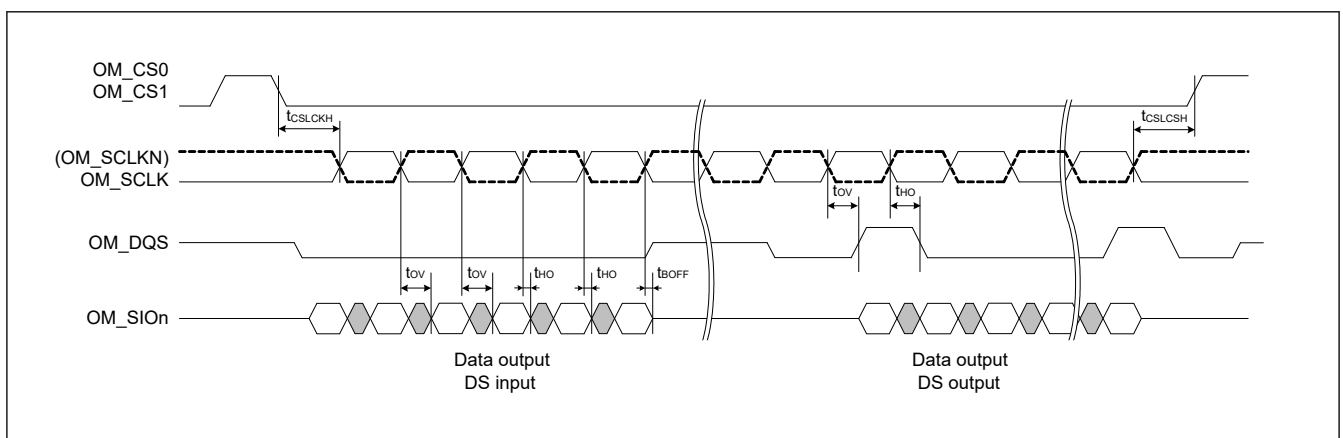 OM_CS0
OM_CS1
tCSLCKH
tCSLCSH
(OM_SCLKN)
OM_SCLK
tOV
tHO
OM_DQS
tOV
tOV
tHO
tHO
tBOFF
OM_SIOn
Data output
DS input
Data output
DS output